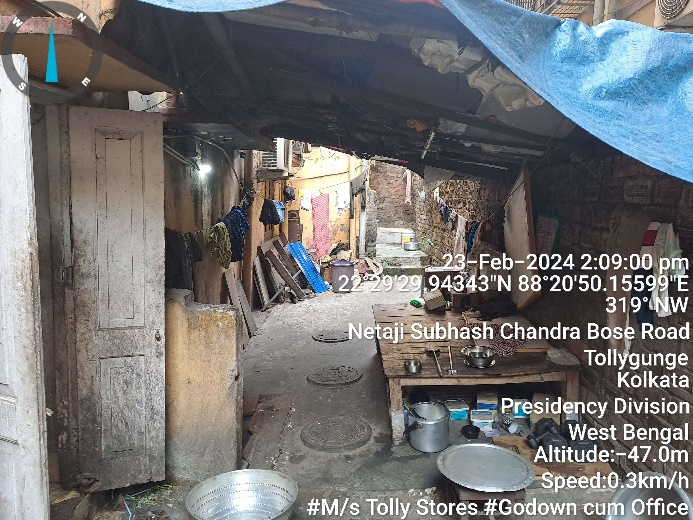 N
E
S
W
23-Feb-2024 2:09:00 pm
22°29'29.94343"N 88°20'50.15599"E
319° NW
Netaji Subhash Chandra Bose Road
Tollygunge
Kolkata
Presidency Division
West Bengal
Altitude:-47.0m
Speed:0.3km/h
#M/s Tolly Stores #Godown cum Office